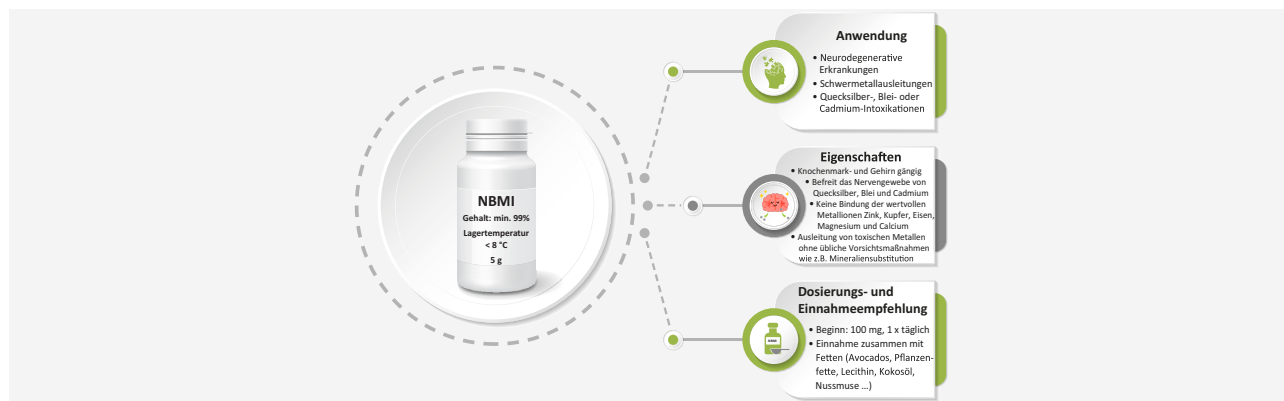 NBMI
Gehalt: min. 99%
Lagertemperatur
< 8 °C
5 g
Anwendung
• Neurodegenerative
Erkrankungen
• Schwermetallausleitungen
• Quecksilber-, Blei- oder
Cadmium-Intoxikationen
Eigenschaften
• Knochenmark- und Gehirn gängig
• Befreit das Nervengewebe von
Quecksilber, Blei und Cadmium
• Keine Bindung der wertvollen
Metallionen Zink, Kupfer, Eisen,
Magnesium und Calcium
• Ausleitung von toxischen Metallen
ohne übliche Vorsichtsmaßnahmen
wie z.B. Mineraliensubstitution
Dosierungs- und
Einnahmeempfehlung
• Beginn: 100 mg, 1 x täglich
• Einnahme zusammen mit
Fetten (Avocados, Pflanzen-
fette, Lecithin, Kokosöl,
Nussmuse ...)